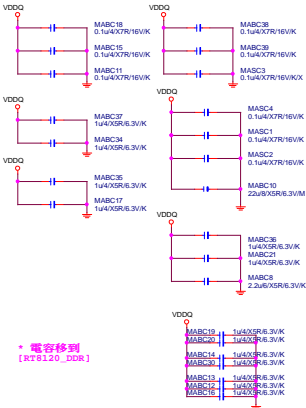 VDDQ
MABC18
0.1u/4/X7R/16V/K
MABC15
0.1u/4/X7R/16V/K
MABC11
0.1u/4/X7R/16V/K
VDDQ
MABC38
0.1u/4/X7R/16V/K
MABC39
0.1u/4/X7R/16V/K
MASC3
0.1u/4/X7R/16V/K/X
VDDQ
MABC37
1u/4/X5R/6.3V/K
MABC34
1u/4/X5R/6.3V/K
VDDQ
MABC35
1u/4/X5R/6.3V/K
MABC17
1u/4/X5R/6.3V/K
VDDQ
MASC4
0.1u/4/X7R/16V/K
MASC1
0.1u/4/X7R/16V/K
MASC2
0.1u/4/X7R/16V/K
MABC10
22u/8/X5R/6.3V/M
VDDQ
MABC36
1u/4/X5R/6.3V/K
MABC21
1u/4/X5R/6.3V/K
MABC8
2.2u/6/X5R/6.3V/K
VDDQ
MABC19 1u/4/X5R/6.3V/K
MABC20 1u/4/X5R/6.3V/K
MABC14 1u/4/X5R/6.3V/K
MABC30 1u/4/X5R/6.3V/K
MABC13 1u/4/X5R/6.3V/K
MABC12 1u/4/X5R/6.3V/K
MABC16 1u/4/X5R/6.3V/K
* 電容移到
[RT8120_DDR]